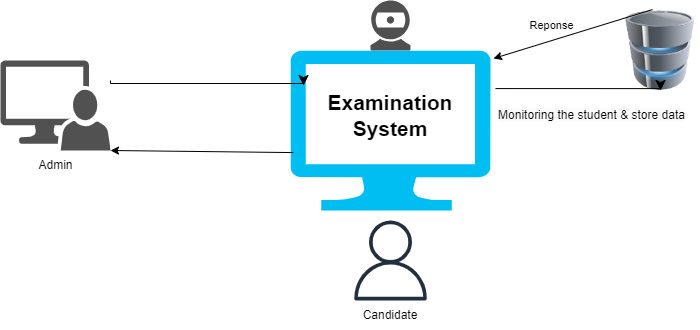 Reponse
Examination
System
Monitoring the student & store data
Admin
Candidate